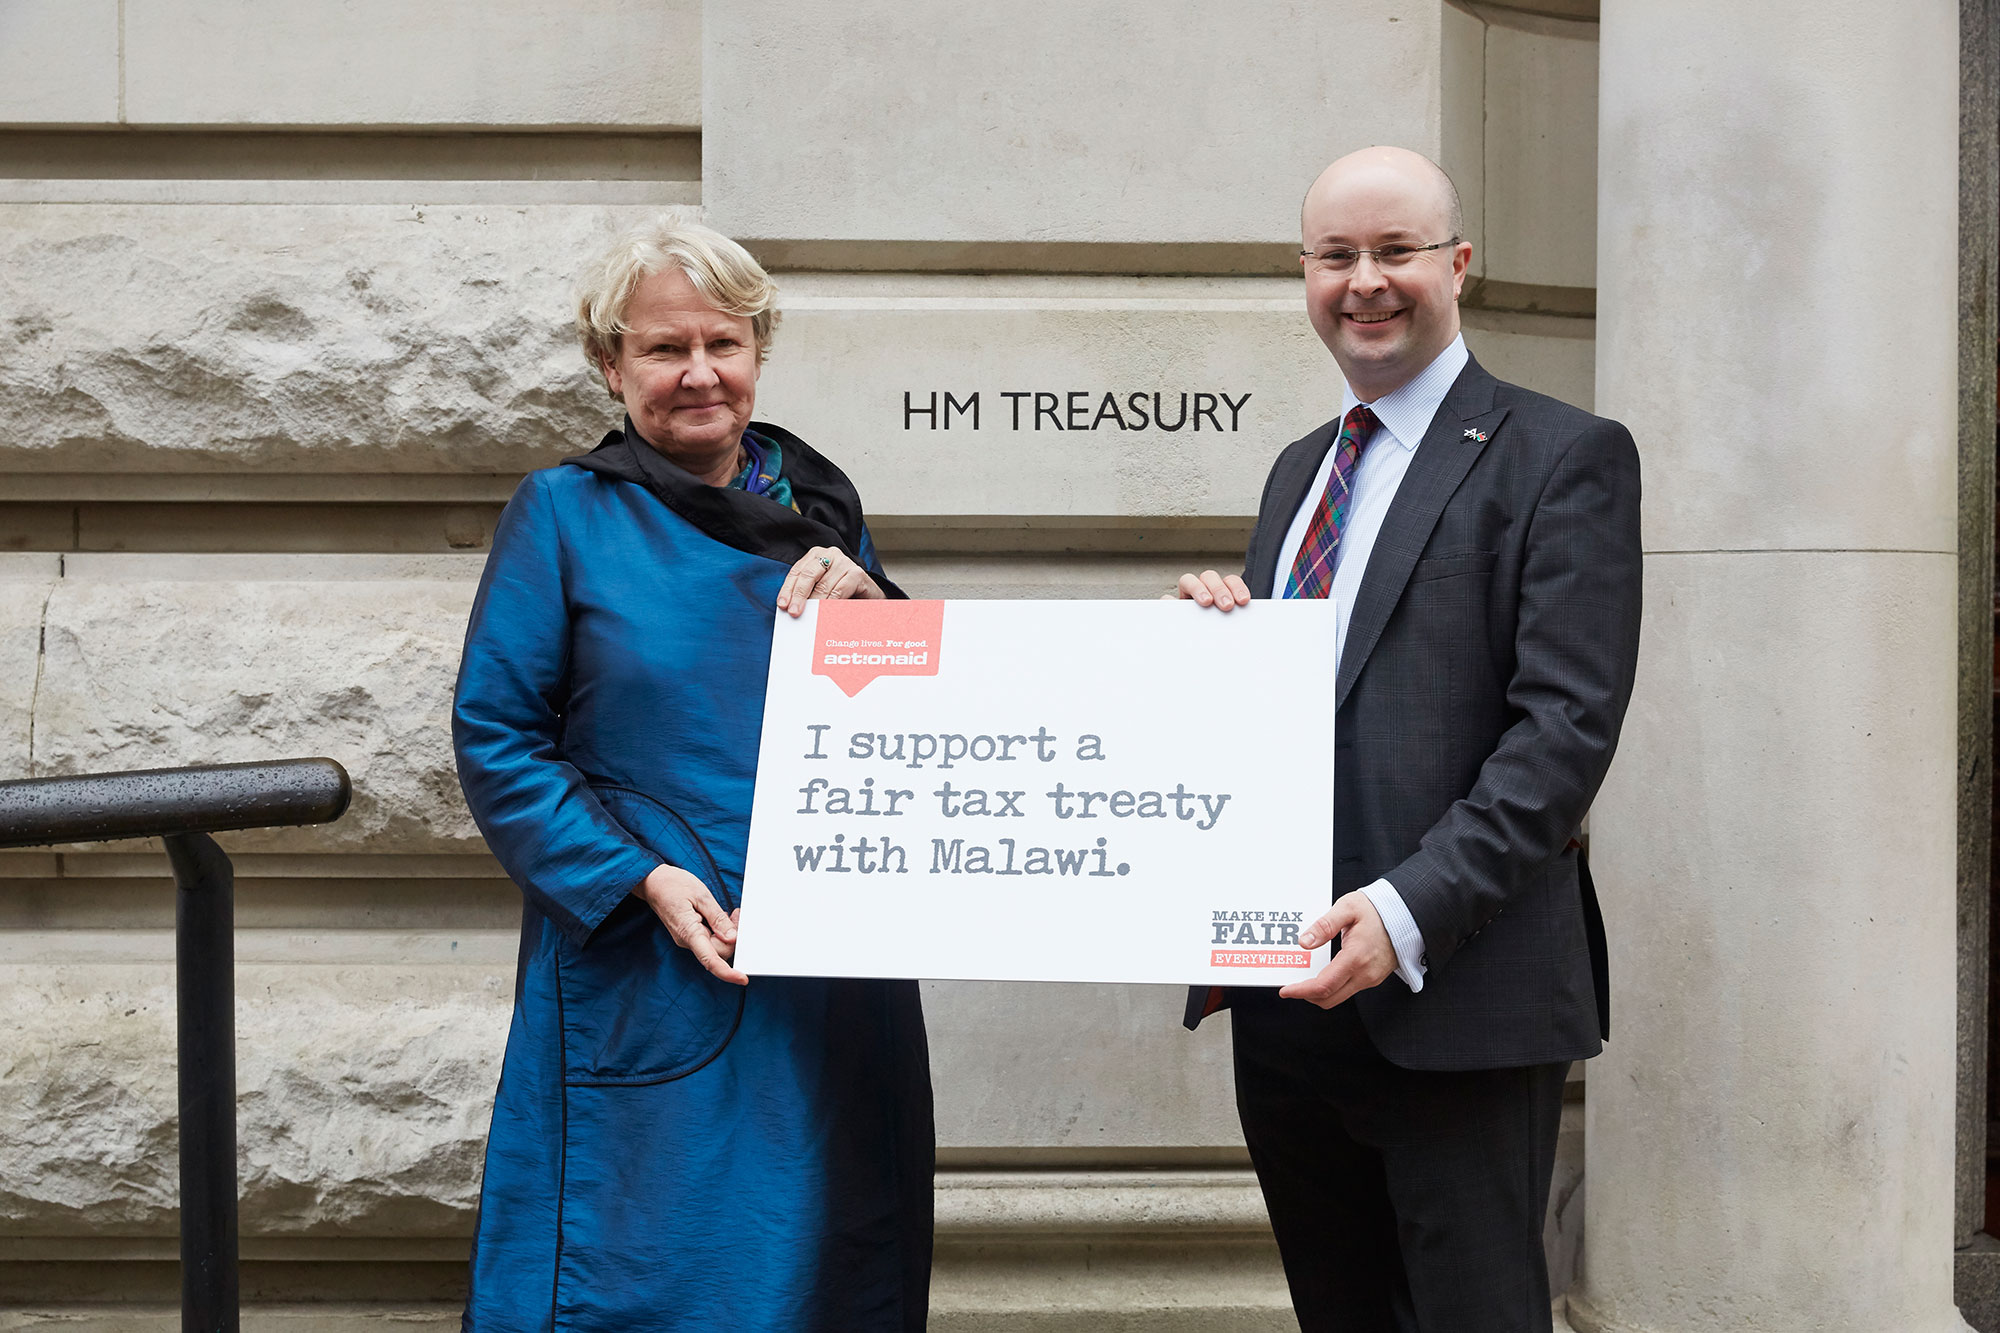 HM TREASURY
Change lives. For good.
act!onaid
I support a
fair tax treaty
with Malawi.
MAKE TAX
FAIR
EVERYWHERE.